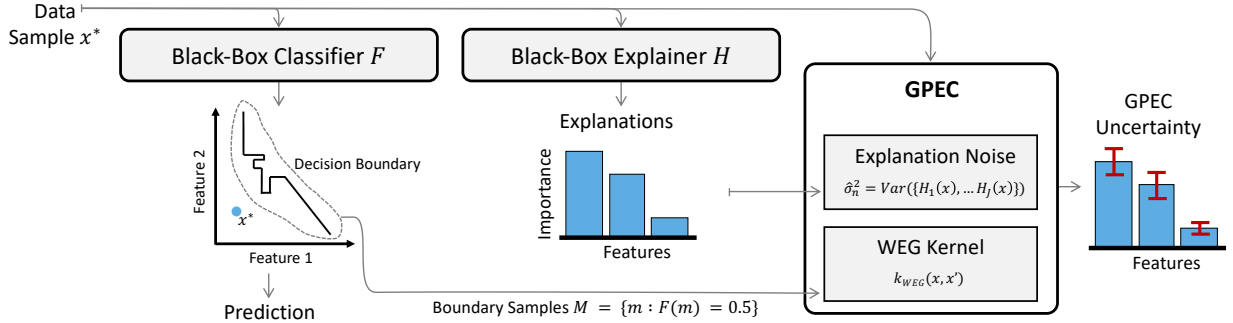 Data
Sample x*
Black-Box Classifier F
Black-Box Explainer H
GPEC
Explanations
GPEC
Uncertainty
Feature 2
Decision Boundary
x*
Feature 1
Importance
Features
Explanation Noise
σ̂²ₙ = Var({H₁(x), … H_J(x)})
WEG Kernel
k_WEG(x, x′)
Features
Prediction
Boundary Samples M = {m : F(m) = 0.5}